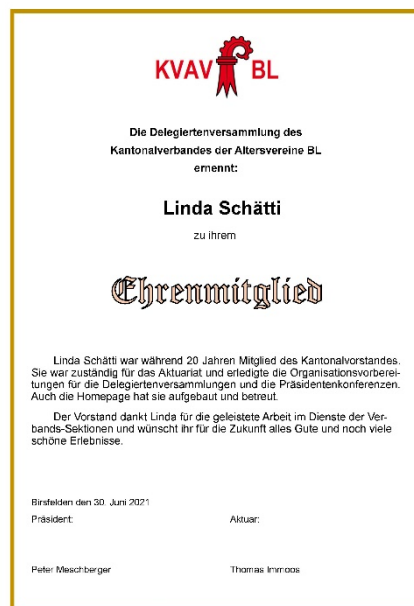 KVAV BL
Die Delegiertenversammlung des
Kantonalverbandes der Altersvereine BL
ernennt:
Linda Schätti
zu ihrem
Ehrenmitglied
Linda Schätti war während 20 Jahren Mitglied des Kantonalvorstandes.
Sie war zuständig für das Aktuariat und erledigte die Organisationsvorberei-
tungen für die Delegiertenversammlungen und die Präsidentenkonferenzen.
Auch die Homepage hat sie aufgebaut und betreut.
Der Vorstand dankt Linda für die geleistete Arbeit im Dienste der Ver-
bands-Sektionen und wünscht ihr für die Zukunft alles Gute und noch viele
schöne Erlebnisse.
Birsfelden den 30. Juni 2021
Präsident: Aktuar:
Peter Meschberger Thomas Immoos